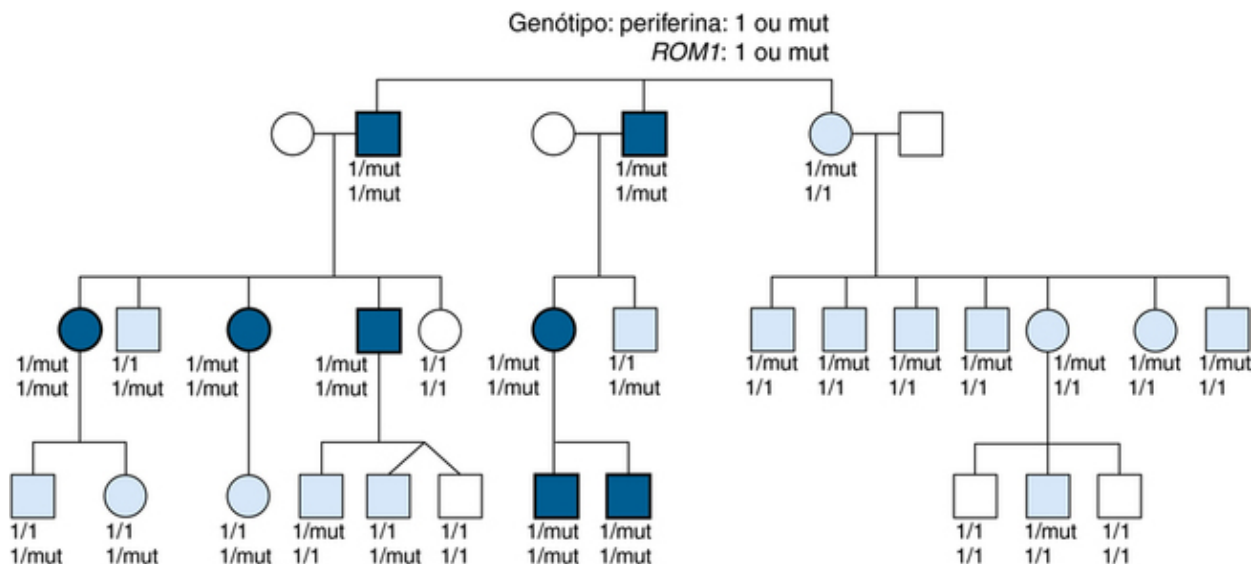 Genótipo: periferina: 1 ou mut
ROM1: 1 ou mut
1/mut 1/mut 1/mut
1/mut 1/mut 1/1
1/mut 1/1 1/mut 1/mut 1/1 1/mut 1/1 1/mut 1/mut 1/mut 1/mut 1/mut 1/mut 1/mut
1/mut 1/mut 1/mut 1/mut 1/1 1/mut 1/mut 1/1 1/1 1/1 1/1 1/1 1/1 1/1
1/1 1/1 1/1 1/mut 1/1 1/1 1/mut 1/mut 1/1 1/mut 1/1
1/mut 1/mut 1/mut 1/1 1/mut 1/1 1/mut 1/mut 1/1 1/1 1/1